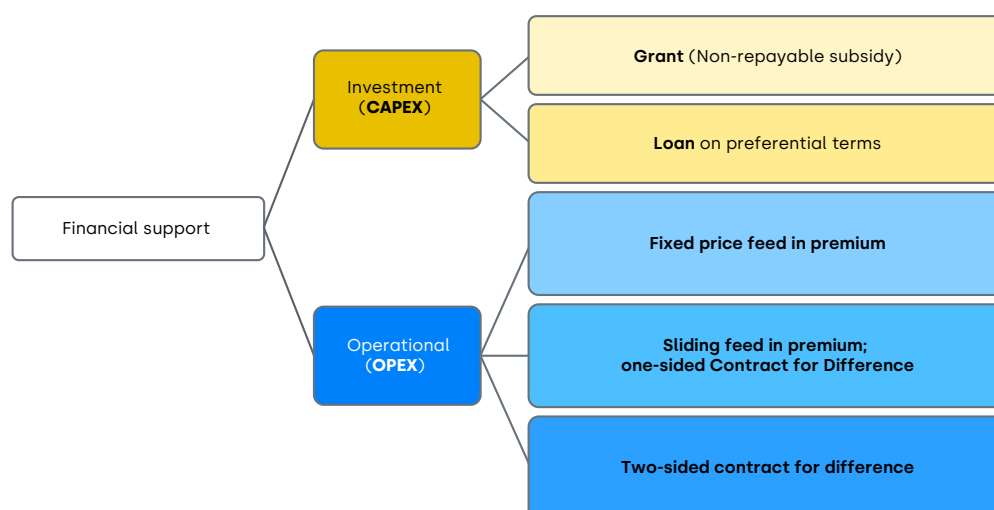 Grant (Non-repayable subsidy)
Investment
(CAPEX)
Loan on preferential terms
Financial support
Fixed price feed in premium
Operational
(OPEX)
Sliding feed in premium;
one-sided Contract for Difference
Two-sided contract for difference